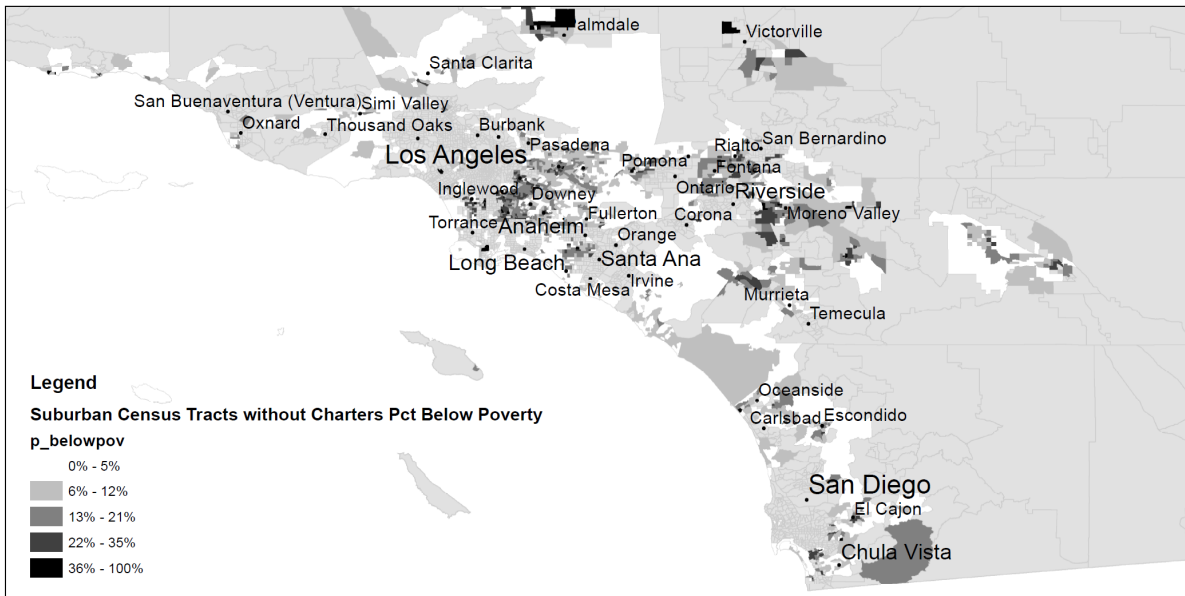 Palmdale
Victorville
Santa Clarita
San Buenaventura (Ventura)
Simi Valley
Oxnard
Thousand Oaks
Burbank
San Bernardino
Pasadena
Rialto
Los Angeles
Pomona
Fontana
Inglewood
Downey
Ontario
Riverside
Torrance
Fullerton
Corona
Moreno Valley
Anaheim
Orange
Long Beach
Santa Ana
Costa Mesa
Irvine
Murrieta
Temecula
Oceanside
Carlsbad
Escondido
San Diego
El Cajon
Chula Vista
Legend
Suburban Census Tracts without Charters Pct Below Poverty
p_belowpov
0% - 5%
6% - 12%
13% - 21%
22% - 35%
36% - 100%